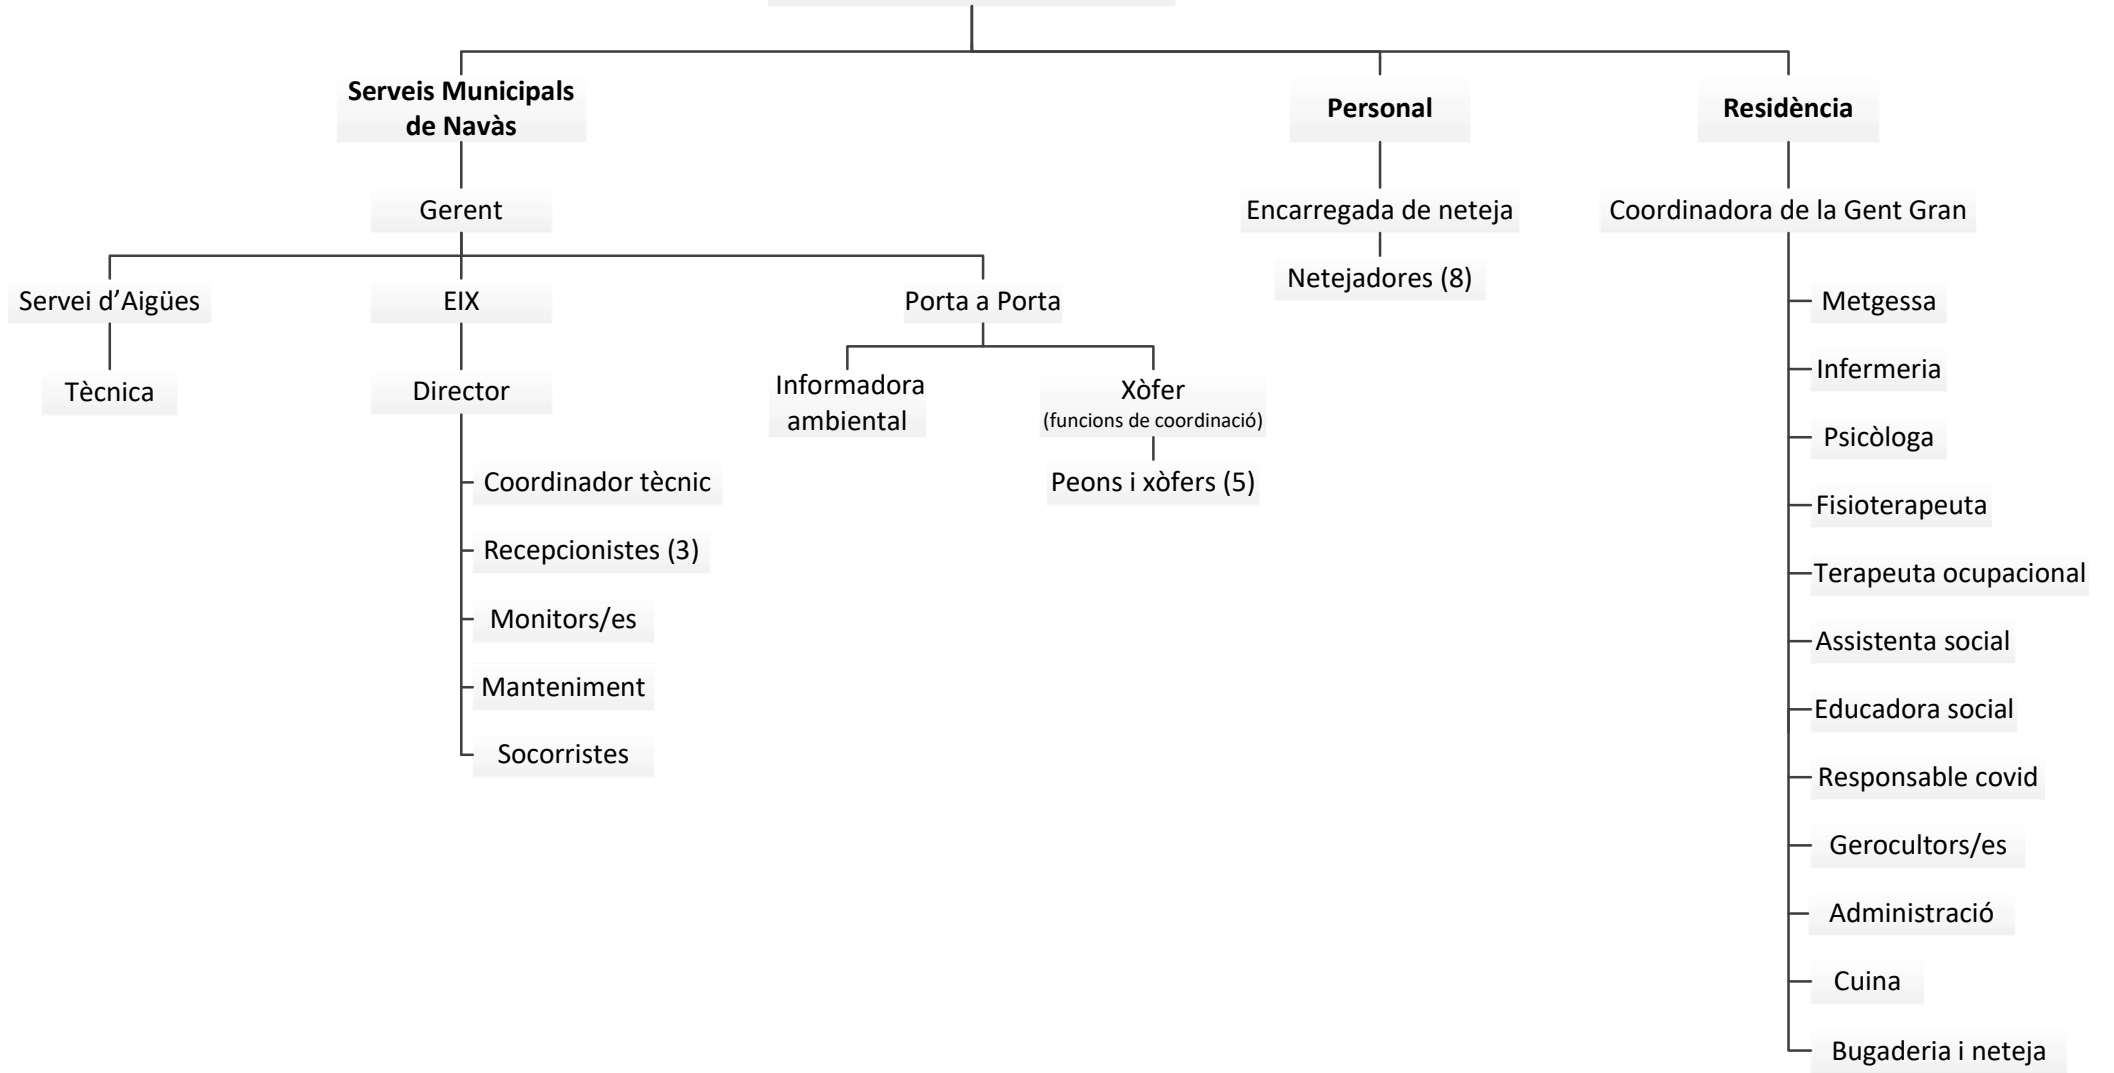 Serveis Municipals
de Navàs
Personal
Residència
Gerent
Encarregada de neteja
Coordinadora de la Gent Gran
Netejadores (8)
Servei d’Aigües
EIX
Porta a Porta
Tècnica
Director
Informadora
ambiental
Xòfer
(funcions de coordinació)
Peons i xòfers (5)
Coordinador tècnic
Recepcionistes (3)
Monitors/es
Manteniment
Socorristes
Metgessa
Infermeria
Psicòloga
Fisioterapeuta
Terapeuta ocupacional
Assistenta social
Educadora social
Responsable covid
Gerocultors/es
Administració
Cuina
Bugaderia i neteja